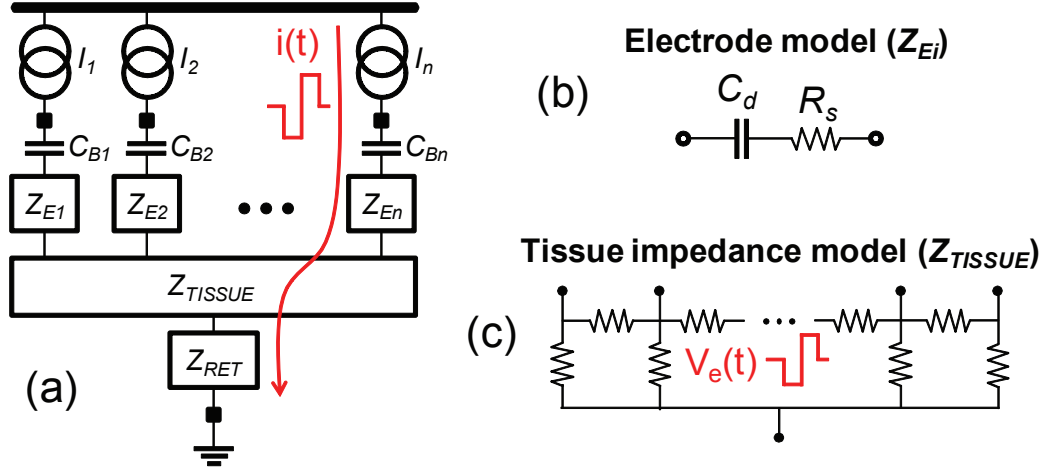 I1
I2
i(t)
In
CB1
CB2
CBn
ZE1
ZE2
• • •
ZEn
ZTISSUE
ZRET
(a)
Electrode model (ZEi)
(b)
Cd
Rs
Tissue impedance model (ZTISSUE)
(c)
• • •
Ve(t)